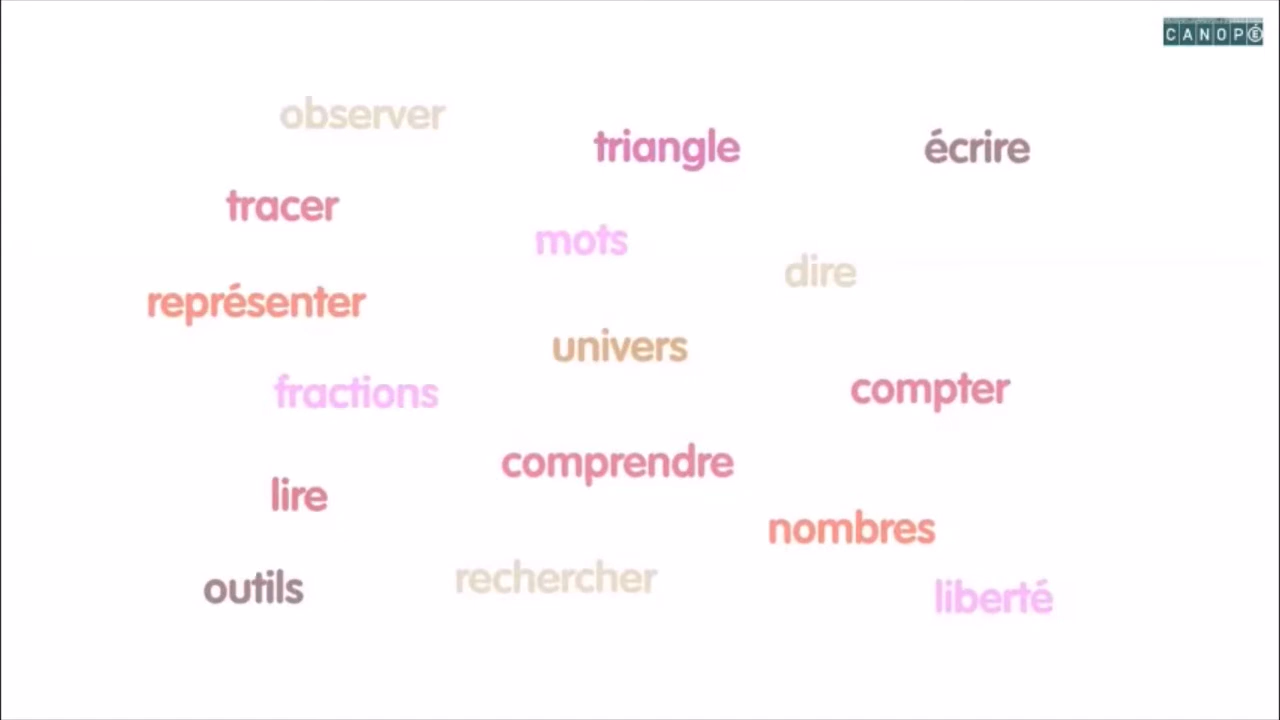 CANOPÉ
observer
triangle
écrire
tracer
mots
dire
représenter
univers
fractions
compter
comprendre
lire
nombres
rechercher
outils
liberté